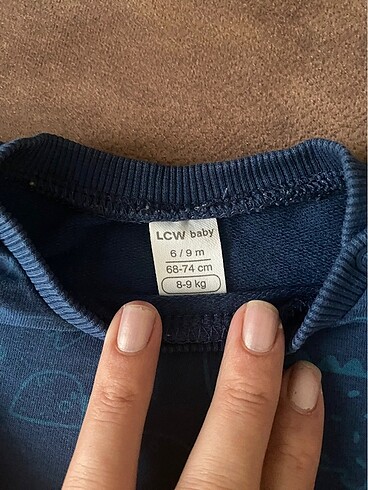 LCW baby
6 / 9 m
68-74 cm
8-9 kg